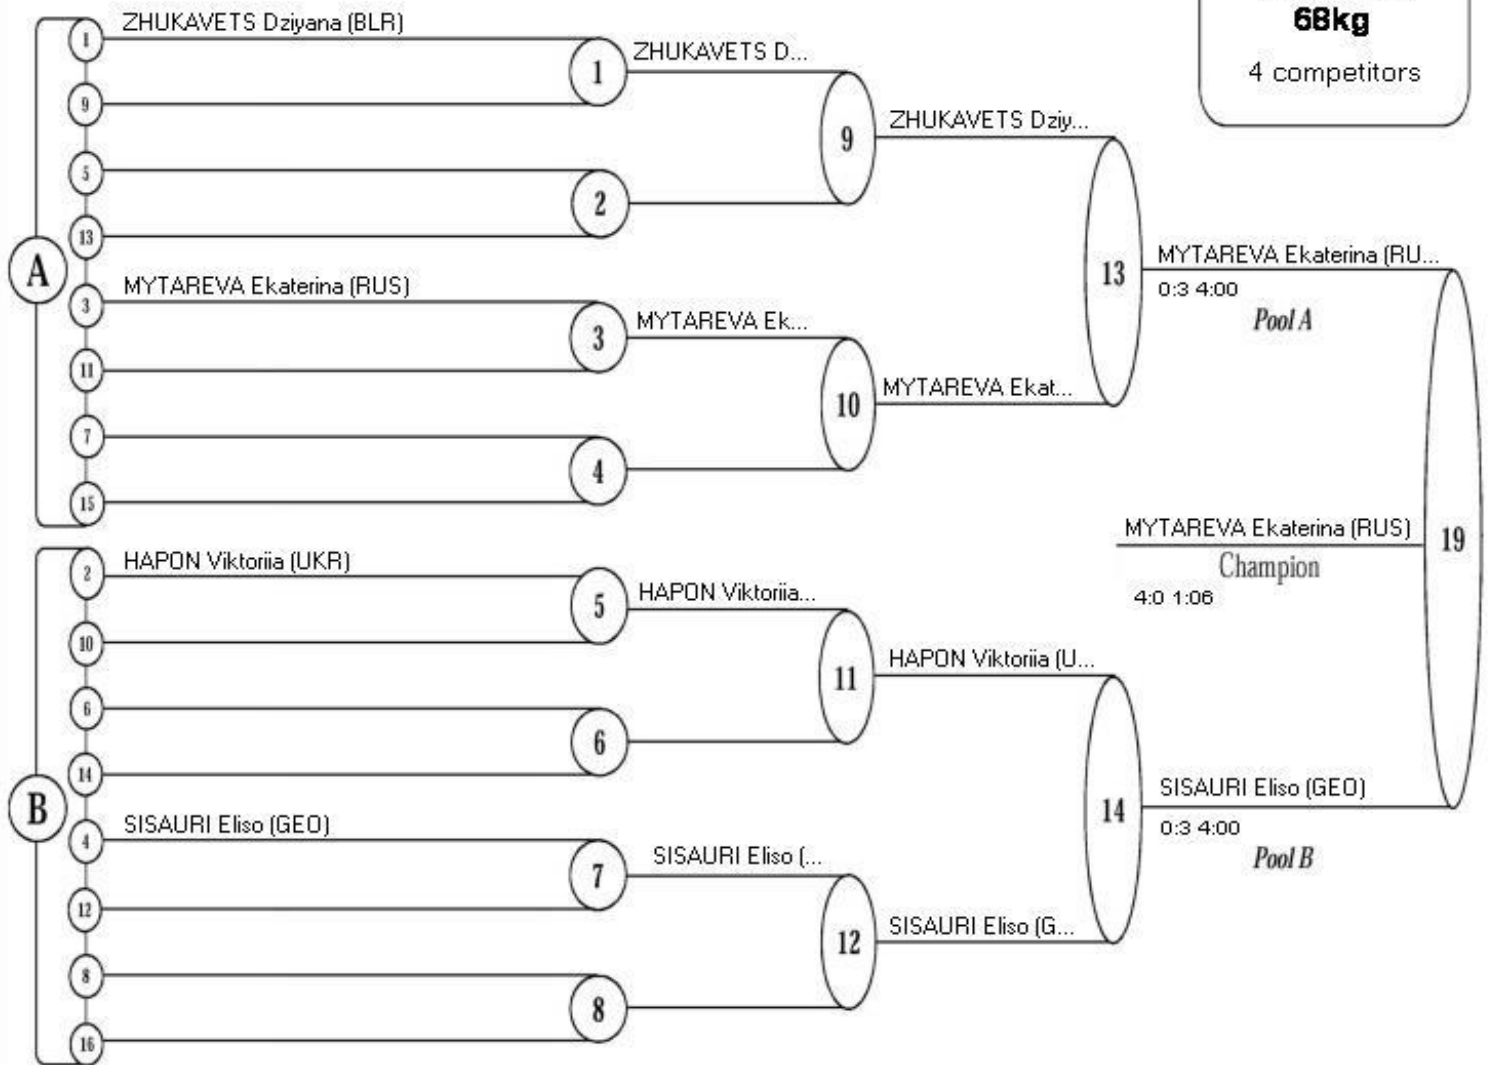 68kg
4 competitors
A
1
ZHUKAVETS Dziyana (BLR)
9
5
13
3
MYTAREVA Ekaterina (RUS)
11
7
15
B
2
HAPON Viktoriia (UKR)
10
6
14
4
SISAURI Eliso (GEO)
12
8
16
1
ZHUKAVETS D...
2
3
MYTAREVA Ek...
4
5
HAPON Viktoriia...
6
7
SISAURI Eliso (...
8
9
ZHUKAVETS Dziy...
10
MYTAREVA Ekat...
11
HAPON Viktoriia (U...
12
SISAURI Eliso (G...
13
MYTAREVA Ekaterina (RU...
0:3 4:00
Pool A
14
SISAURI Eliso (GEO)
0:3 4:00
Pool B
MYTAREVA Ekaterina (RUS)
Champion
4:0 1:06
19